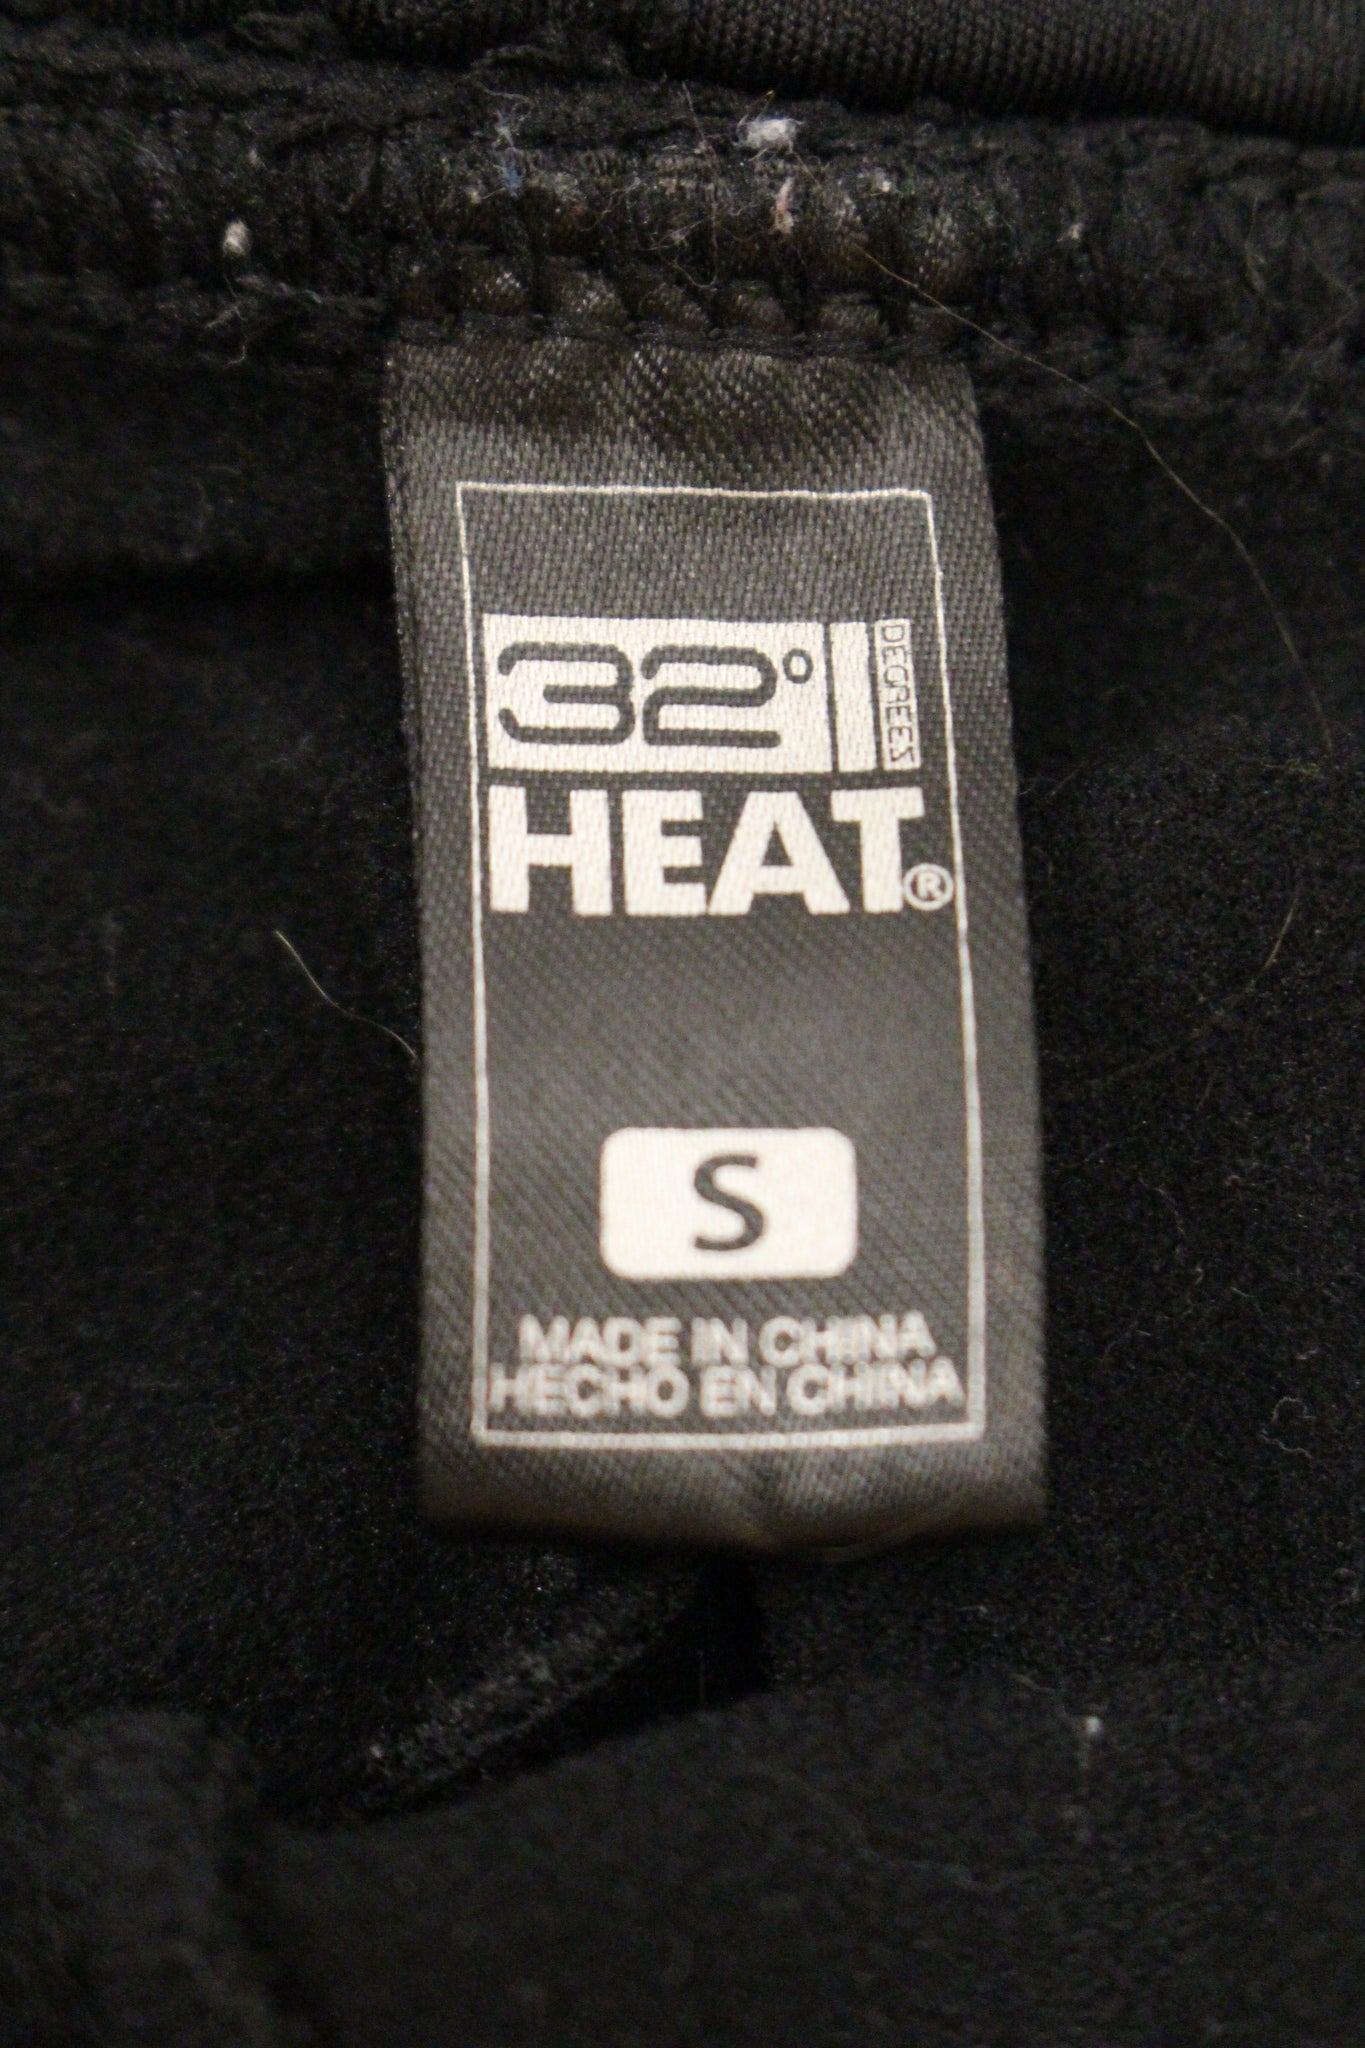 32° DEGREES
HEAT®
S
MADE IN CHINA
HECHO EN CHINA